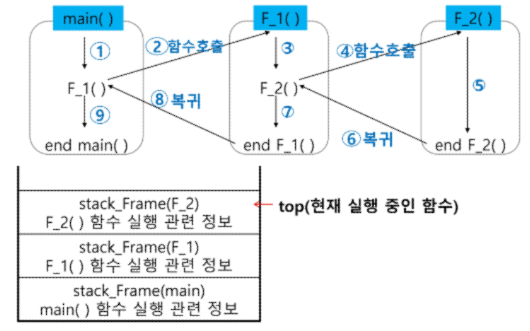 main( )
F_1( )
F_2( )
①
② 함수호출
③
④ 함수호출
F_1( )
F_2( )
⑤
⑨
⑧ 복귀
⑦
⑥ 복귀
end main( )
end F_1( )
end F_2( )
stack_Frame(F_2)
F_2( ) 함수 실행 관련 정보
top(현재 실행 중인 함수)
stack_Frame(F_1)
F_1( ) 함수 실행 관련 정보
stack_Frame(main)
main( ) 함수 실행 관련 정보